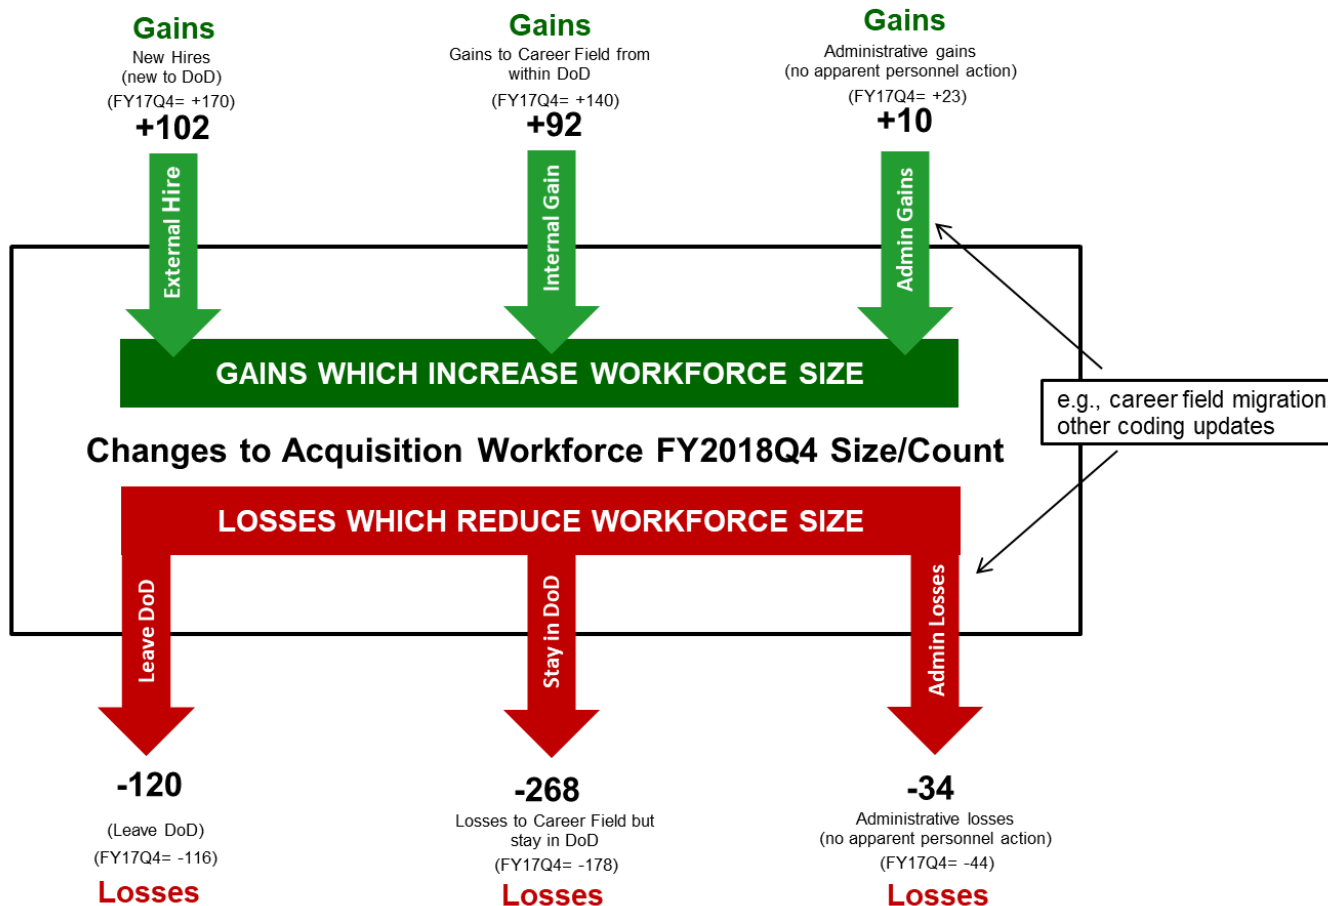 Gains
New Hires
(new to DoD)
(FY17Q4= +170)
+102
Gains
Gains to Career Field from
within DoD
(FY17Q4= +140)
+92
Gains
Administrative gains
(no apparent personnel action)
(FY17Q4= +23)
+10
External Hire
Internal Gain
Admin Gains
GAINS WHICH INCREASE WORKFORCE SIZE
e.g., career field migration
other coding updates
Changes to Acquisition Workforce FY2018Q4 Size/Count
LOSSES WHICH REDUCE WORKFORCE SIZE
Leave DoD
Stay in DoD
Admin Losses
-120
(Leave DoD)
(FY17Q4= -116)
Losses
-268
Losses to Career Field but
stay in DoD
(FY17Q4= -178)
Losses
-34
Administrative losses
(no apparent personnel action)
(FY17Q4= -44)
Losses